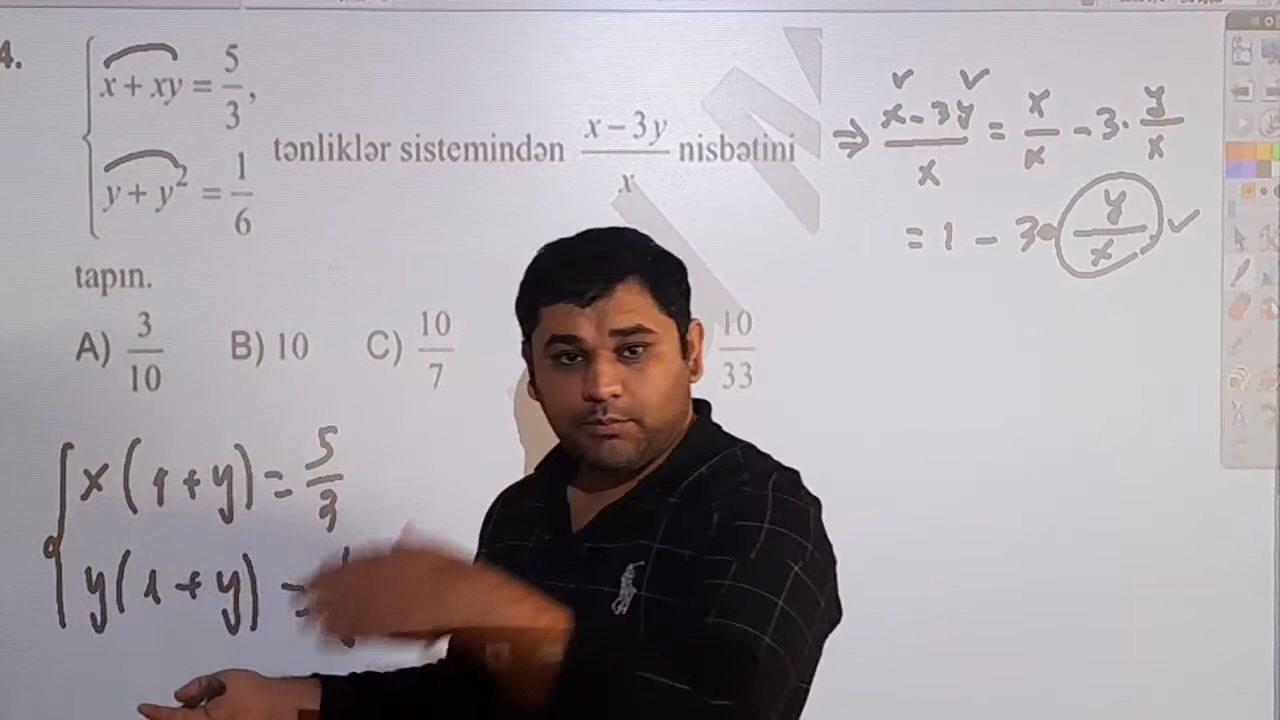 4.
x + xy = 5/3,
y + y² = 1/6
tənliklər sistemindən (x – 3y)/x nisbətini
tapın.
A) 3/10 B) 10 C) 10/7 10/33
⇒ (x - 3y)/x = x/x - 3 · y/x
= 1 - 3 · y/x
x(1 + y) = 5/3
y(1 + y) =